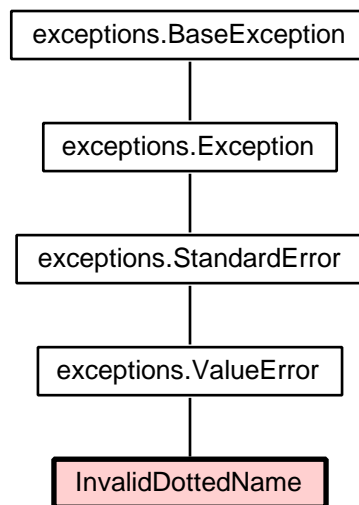 exceptions.BaseException
exceptions.Exception
exceptions.StandardError
exceptions.ValueError
InvalidDottedName